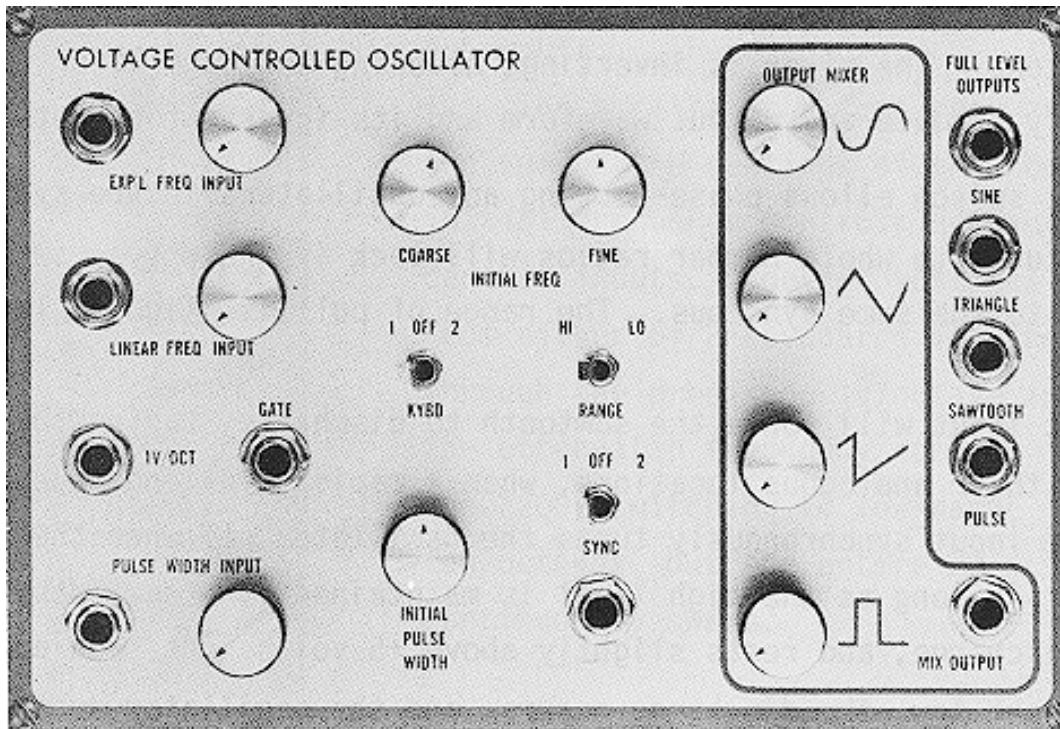 VOLTAGE CONTROLLED OSCILLATOR
OUTPUT MIXER
FULL LEVEL
OUTPUTS
EXP'L FREQ INPUT
SINE
COARSE
FINE
INITIAL FREQ
TRIANGLE
LINEAR FREQ INPUT
1 OFF 2
HI LO
KYBD
RANGE
GATE
SAWTOOTH
1V OCT
1 OFF 2
PULSE
SYNC
PULSE WIDTH INPUT
INITIAL
PULSE
WIDTH
MIX OUTPUT